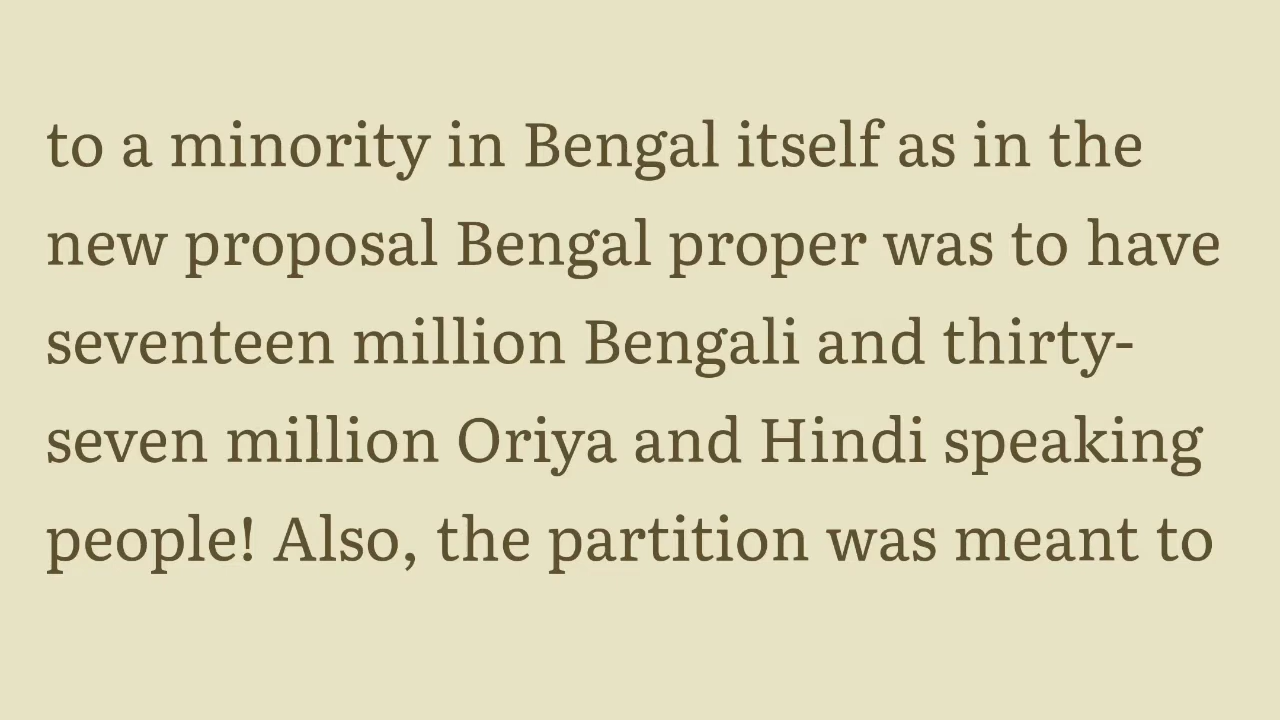 to a minority in Bengal itself as in the
new proposal Bengal proper was to have
seventeen million Bengali and thirty-
seven million Oriya and Hindi speaking
people! Also, the partition was meant to